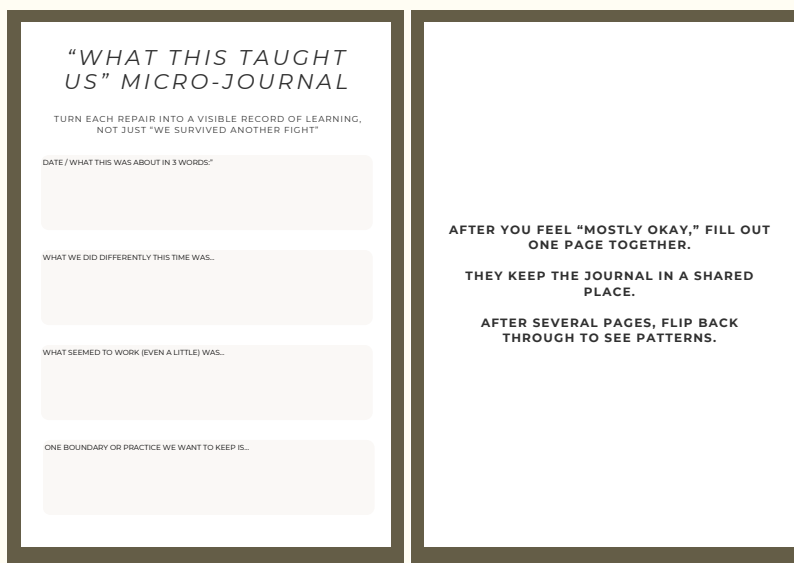 “WHAT THIS TAUGHT
US” MICRO-JOURNAL
TURN EACH REPAIR INTO A VISIBLE RECORD OF LEARNING,
NOT JUST “WE SURVIVED ANOTHER FIGHT”
DATE / WHAT THIS WAS ABOUT IN 3 WORDS:”
WHAT WE DID DIFFERENTLY THIS TIME WAS…
WHAT SEEMED TO WORK (EVEN A LITTLE) WAS…
ONE BOUNDARY OR PRACTICE WE WANT TO KEEP IS…
AFTER YOU FEEL “MOSTLY OKAY,” FILL OUT
ONE PAGE TOGETHER.
THEY KEEP THE JOURNAL IN A SHARED
PLACE.
AFTER SEVERAL PAGES, FLIP BACK
THROUGH TO SEE PATTERNS.